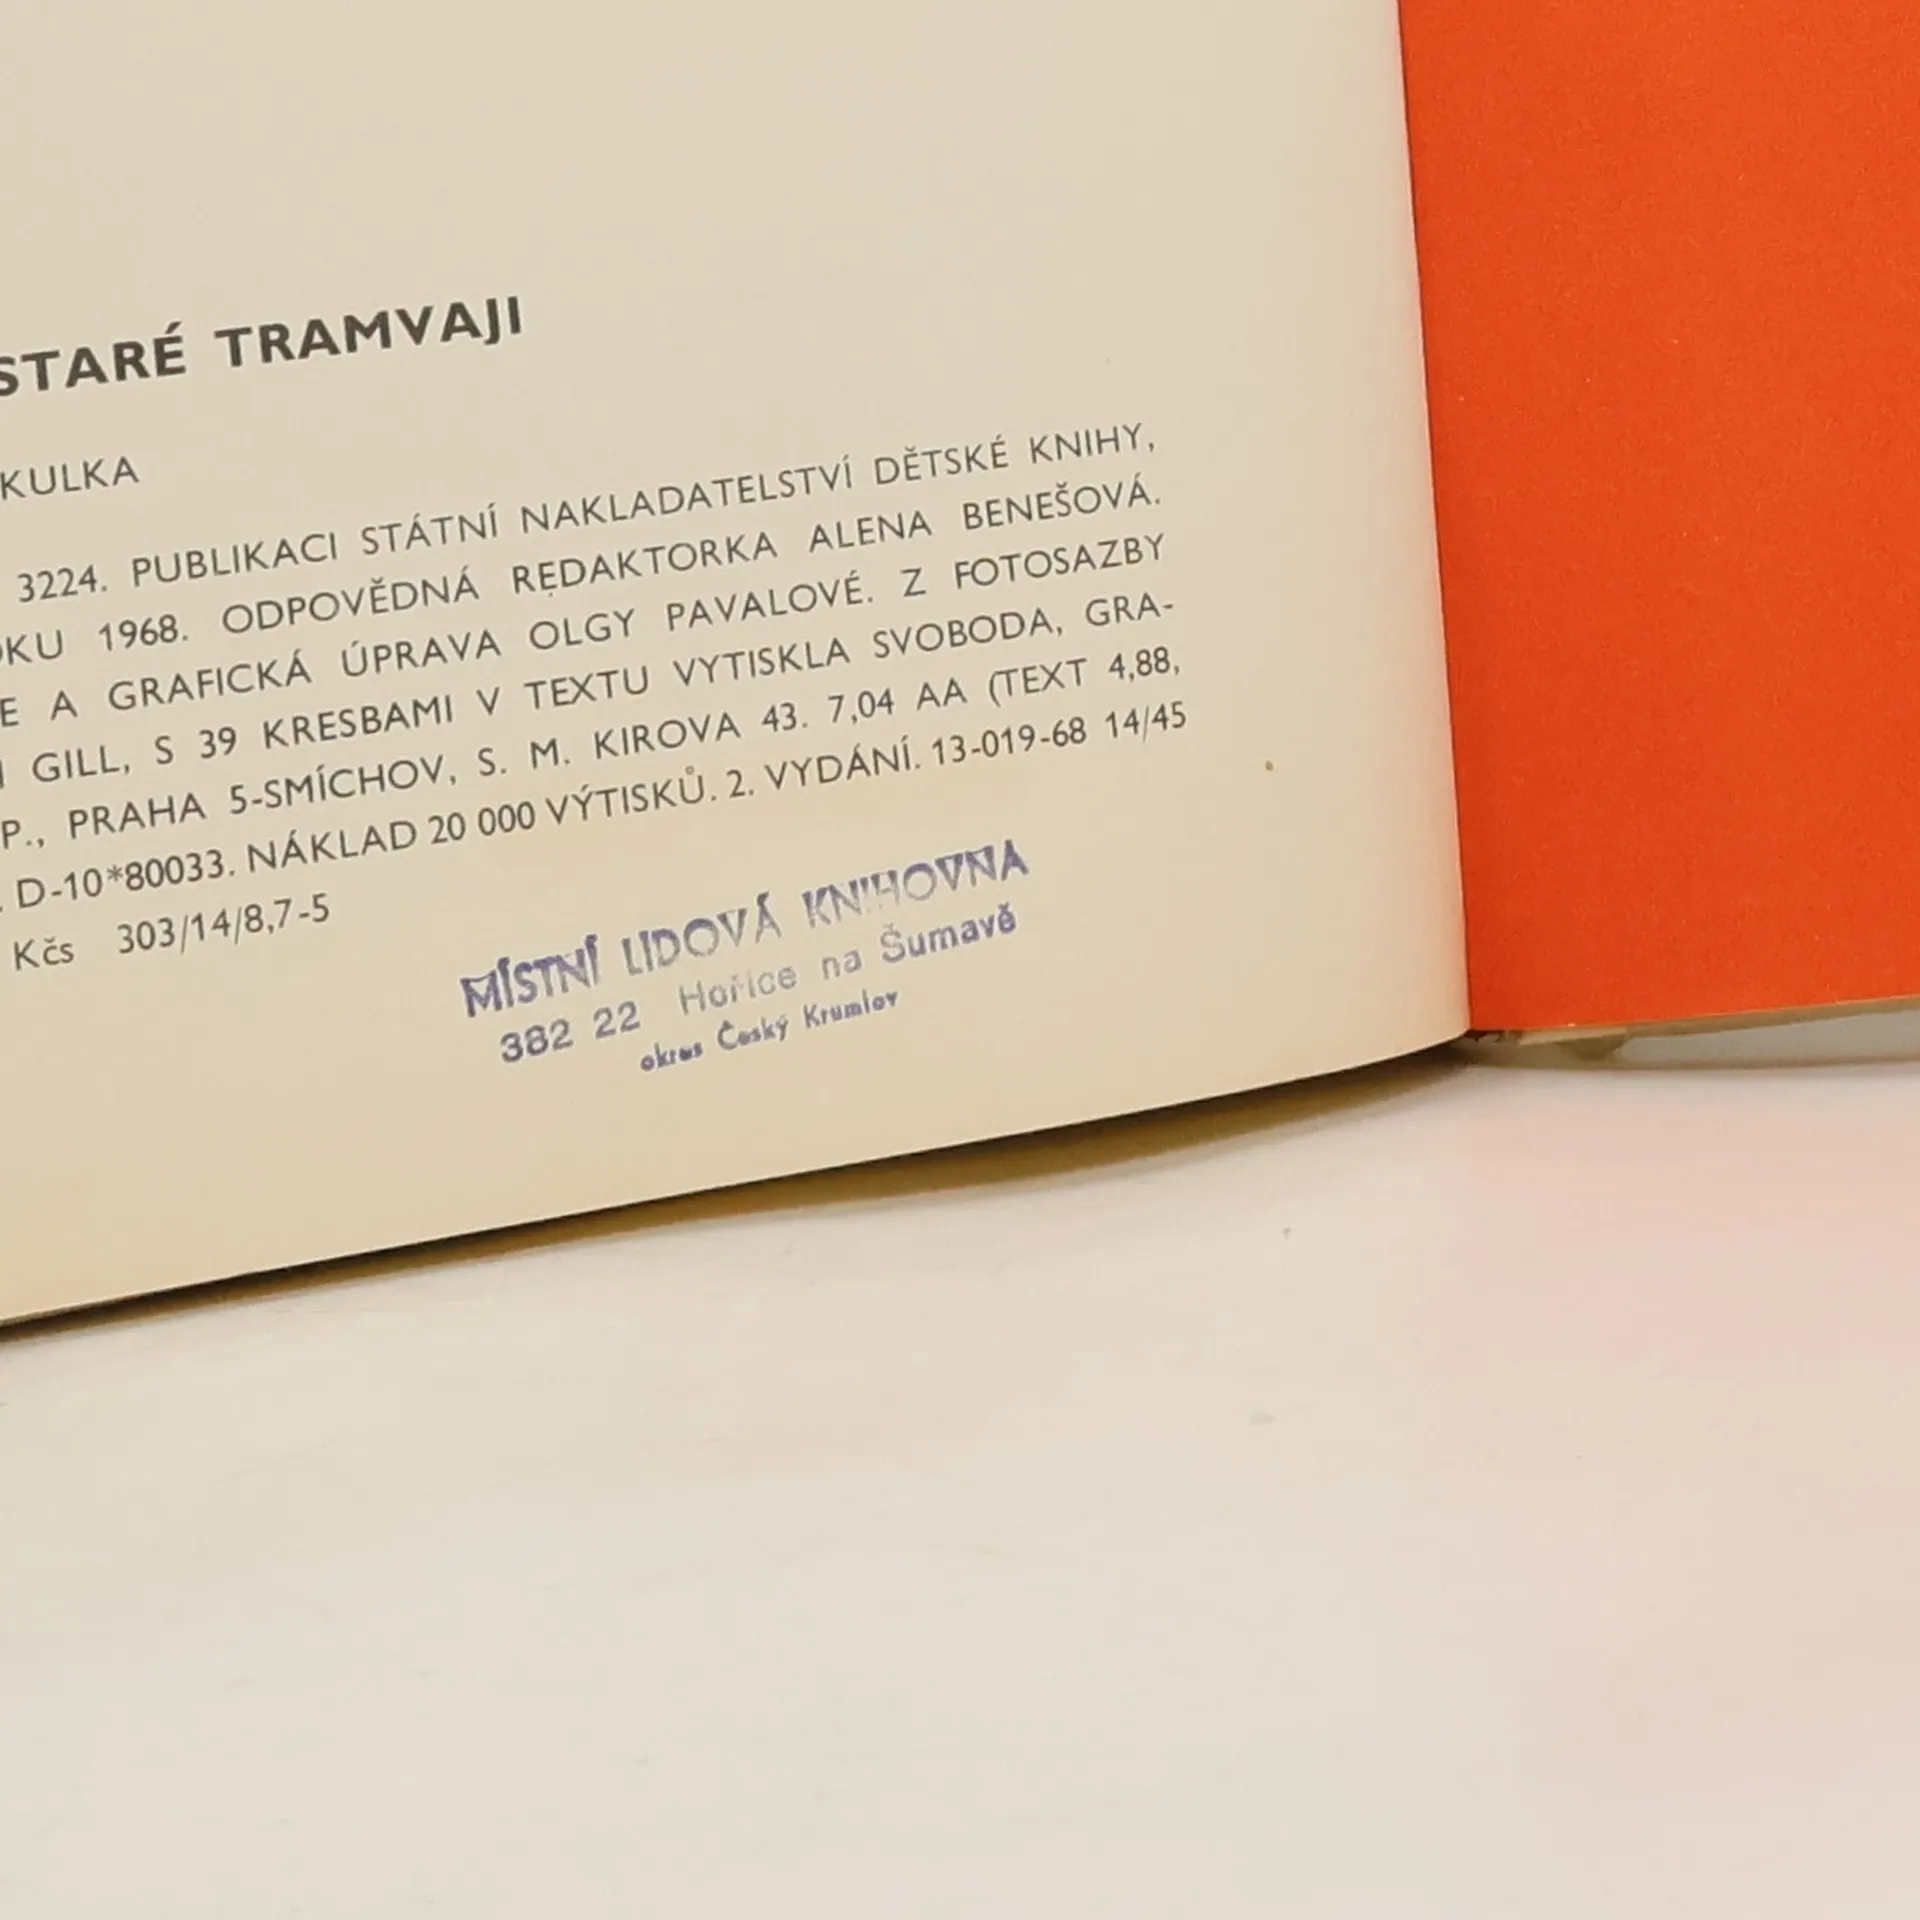 STARÉ TRAMVAJI
KULKA
3224. PUBLIKACI STÁTNÍ NAKLADATELSTVÍ DĚTSKÉ KNIHY,
OKU 1968. ODPOVĚDNÁ REDAKTORKA ALENA BENEŠOVÁ.
E A GRAFICKÁ ÚPRAVA OLGY PAVALOVÉ. Z FOTOSAZBY
GILL, S 39 KRESBAMI V TEXTU VYTISKLA SVOBODA, GRA-
P., PRAHA 5-SMÍCHOV, S. M. KIROVA 43. 7,04 AA (TEXT 4,88,
. D-10*80033. NÁKLAD 20 000 VÝTISKŮ. 2. VYDÁNÍ. 13-019-68 14/45
Kčs 303/14/8,7-5
MÍSTNÍ LIDOVÁ KNIHOVNA
382 22 Hořice na Šumavě
okres Český Krumlov